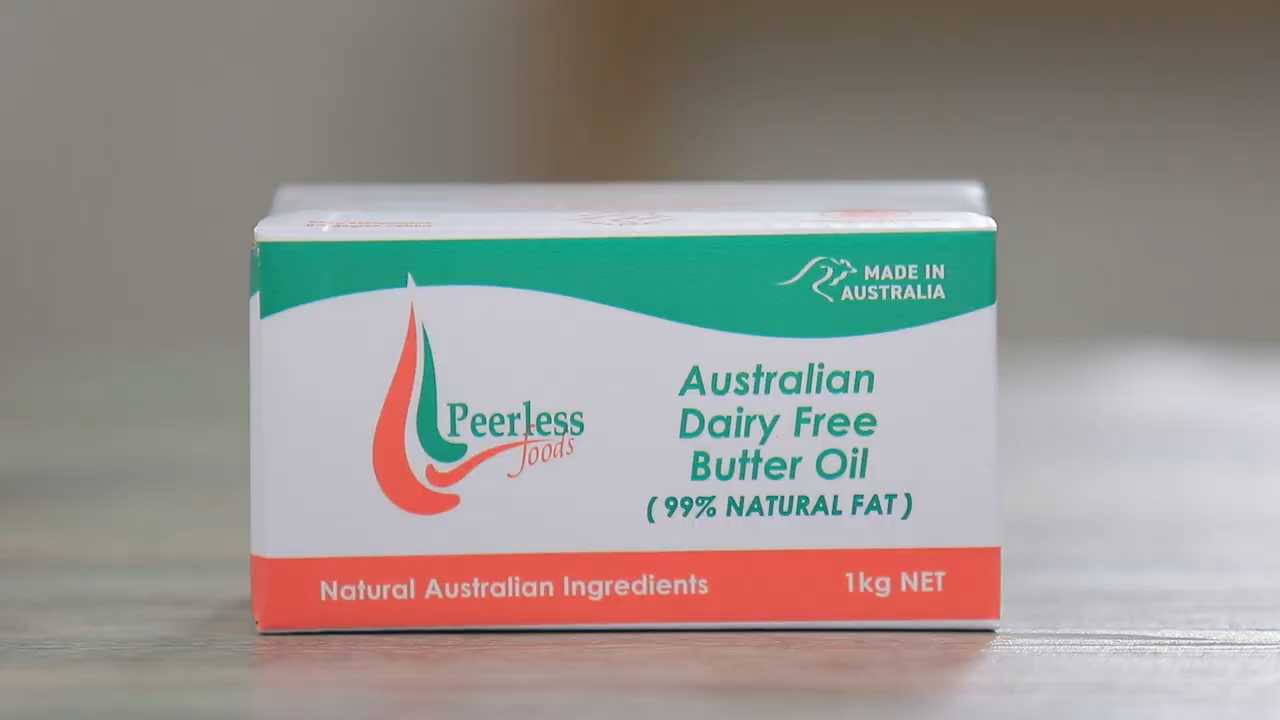 MADE IN
AUSTRALIA
Peerless
foods
Australian
Dairy Free
Butter Oil
( 99% NATURAL FAT )
Natural Australian Ingredients
1kg NET